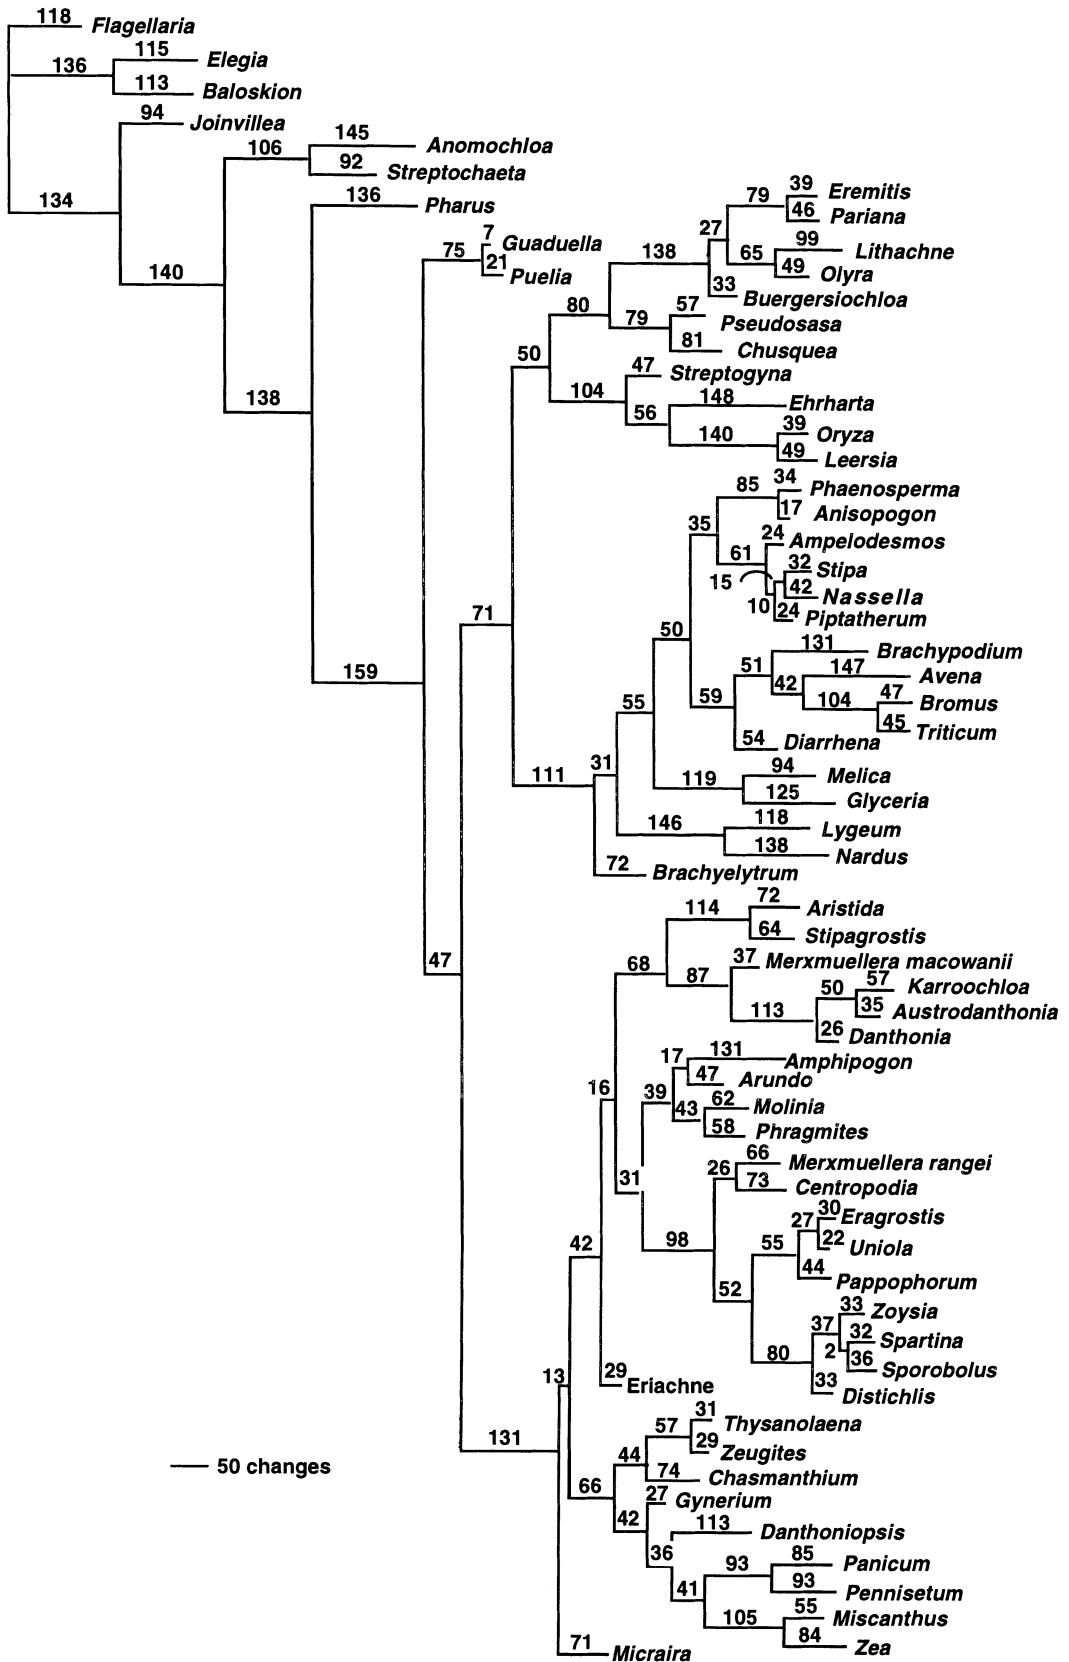 118 Flagellaria
115 Elegia
136
113 Baloskion
94 Joinvillea
145 Anomochloa
106
92 Streptochaeta
134
136 Pharus
39 Eremitis
79
46 Pariana
27
7 Guaduella
75
21 Puelia
99 Lithachne
138 65
49 Olyra
140
33 Buergersiochloa
80
57 Pseudosasa
79
81 Chusquea
50
47 Streptogyna
104
148 Ehrharta
138
56
39 Oryza
140
49 Leersia
34 Phaenosperma
85
17 Anisopogon
35
24 Ampelodesmos
61
32 Stipa
15
42 Nassella
10
24 Piptatherum
71
50
131 Brachypodium
51
147 Avena
159
42
47 Bromus
104
59
45 Triticum
55
54 Diarrhena
31
94 Melica
111 119
125 Glyceria
118 Lygeum
146
138 Nardus
72 Brachyelytrum
72 Aristida
114
64 Stipagrostis
47 68
37 Merxmuellera macowanii
87
57 Karroochloa
50
35 Austrodanthonia
113
26 Danthonia
131 Amphipogon
17
47 Arundo
16 39
62 Molinia
43
58 Phragmites
66 Merxmuellera rangei
31 26
73 Centropodia
30 Eragrostis
27
22 Uniola
42 98 55
44 Pappophorum
52
33 Zoysia
37
32 Spartina
2
80
36 Sporobolus
13
29 Eriachne
33 Distichlis
31 Thysanolaena
57
131
29 Zeugites
44
50 changes
74 Chasmanthium
66
27 Gynerium
42
113 Danthoniopsis
36
85 Panicum
93
93 Pennisetum
41
55 Miscanthus
105
84 Zea
71 Micraira